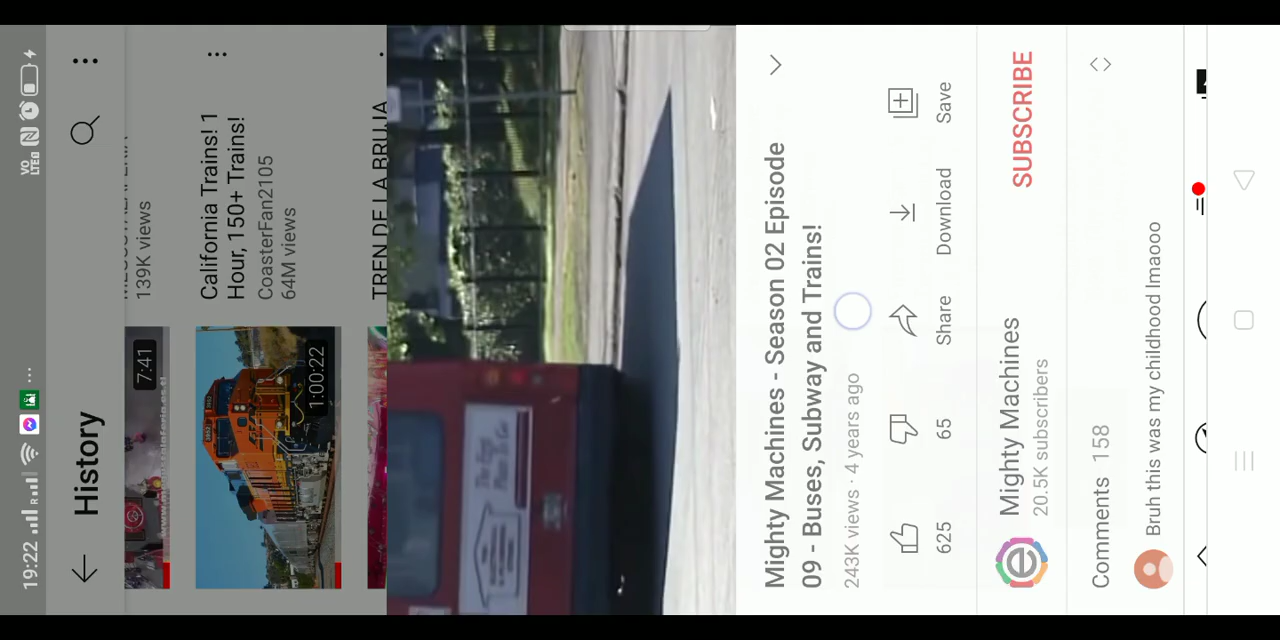 19:22
VO
LTE
History
139K views
7:41
California Trains! 1
Hour, 150+ Trains!
CoasterFan2105
64M views
1:00:22
TREN DE LA BRUJA
Mighty Machines - Season 02 Episode
09 - Buses, Subway and Trains!
243K views · 4 years ago
625
65
Share
Download
Save
Mighty Machines
20.5K subscribers
SUBSCRIBE
Comments 158
Bruh this was my childhood lmaooo